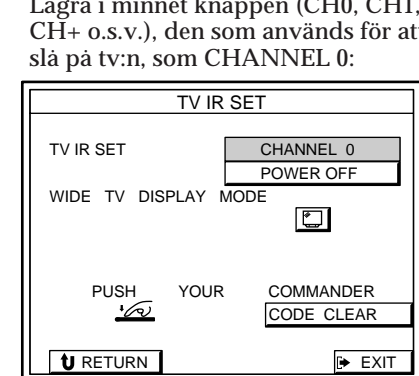 Lagra i minnet knappen (CH0, CH1,
CH+ o.s.v.), den som används för att
slå på tv:n, som CHANNEL 0:
TV IR SET
TV IR SET CHANNEL 0
POWER OFF
WIDE TV DISPLAY MODE
PUSH YOUR COMMANDER
CODE CLEAR
RETURN EXIT